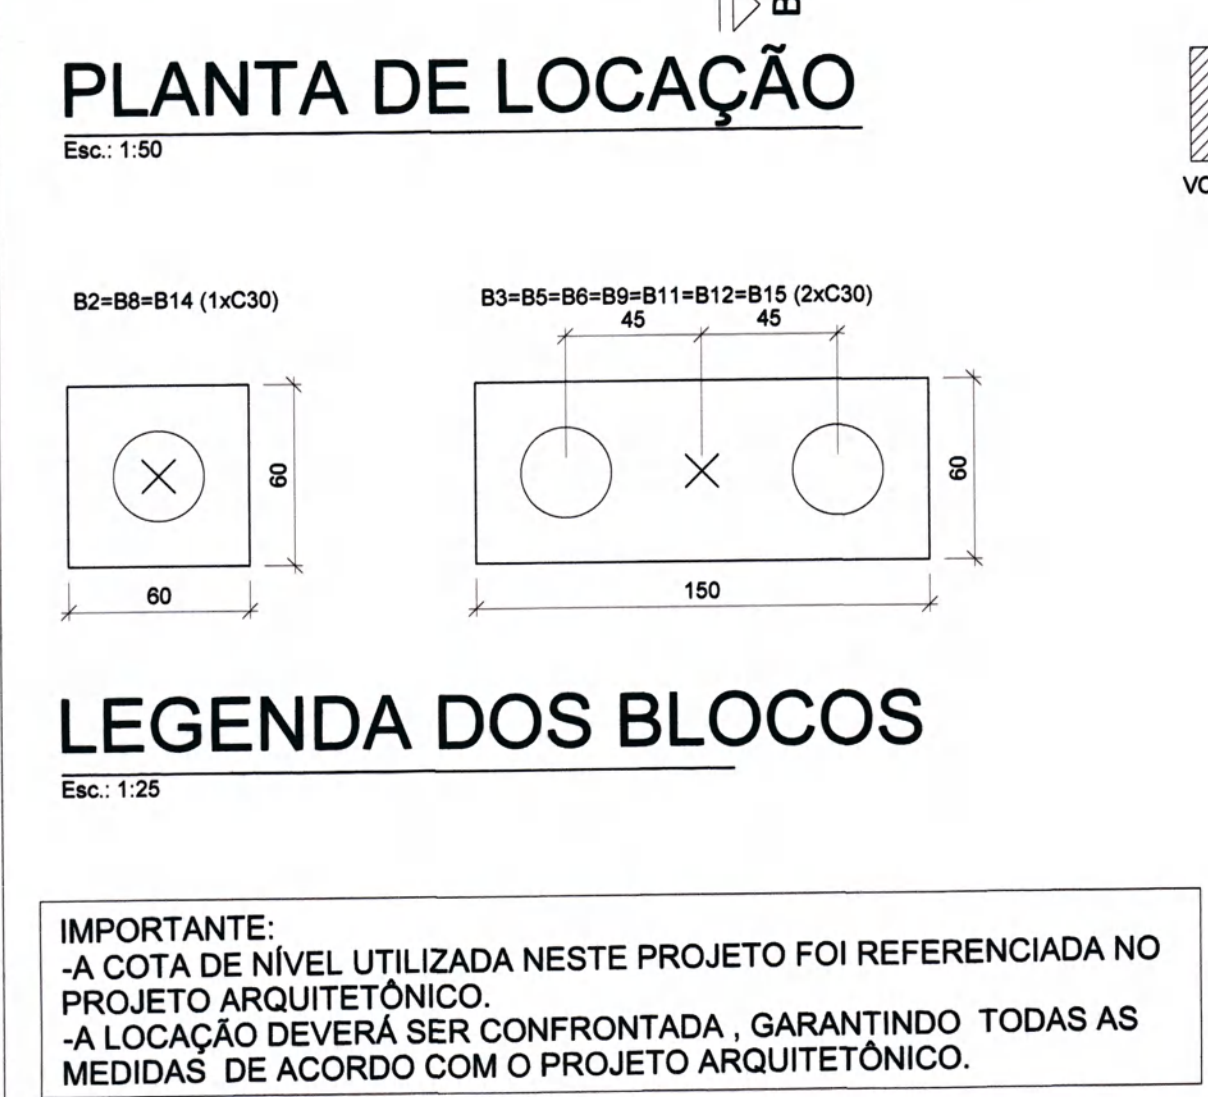 B
PLANTA DE LOCAÇÃO
Esc.: 1:50
B2=B8=B14 (1xC30)
60
60
B3=B5=B6=B9=B11=B12=B15 (2xC30)
45 45
60
150
LEGENDA DOS BLOCOS
Esc.: 1:25
IMPORTANTE:
-A COTA DE NÍVEL UTILIZADA NESTE PROJETO FOI REFERENCIADA NO
PROJETO ARQUITETÔNICO.
-A LOCAÇÃO DEVERÁ SER CONFRONTADA , GARANTINDO TODAS AS
MEDIDAS DE ACORDO COM O PROJETO ARQUITETÔNICO.